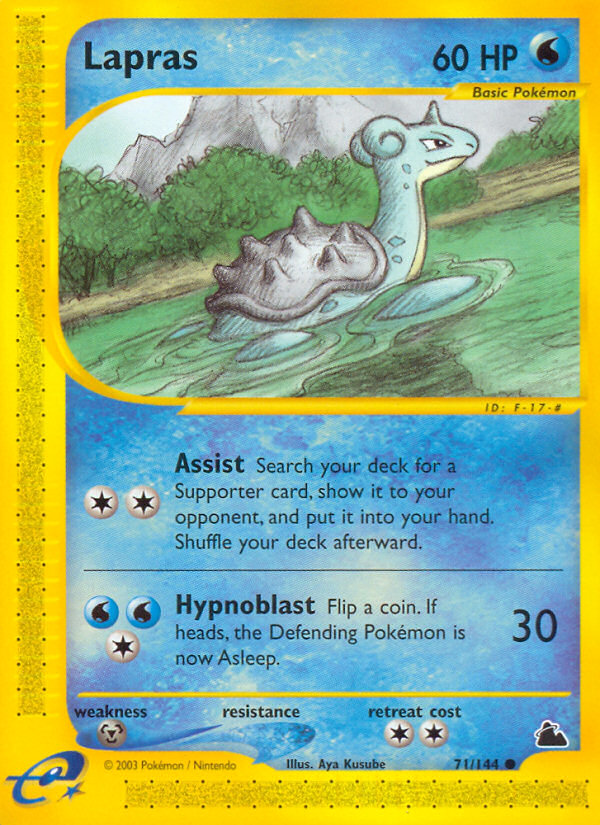 Lapras
60 HP
Basic Pokémon
ID: F-17-#
Assist Search your deck for a
Supporter card, show it to your
opponent, and put it into your hand.
Shuffle your deck afterward.
Hypnoblast Flip a coin. If
heads, the Defending Pokémon is
now Asleep.
30
weakness
resistance
retreat cost
© 2003 Pokémon / Nintendo
Illus. Aya Kusube
71/144
e